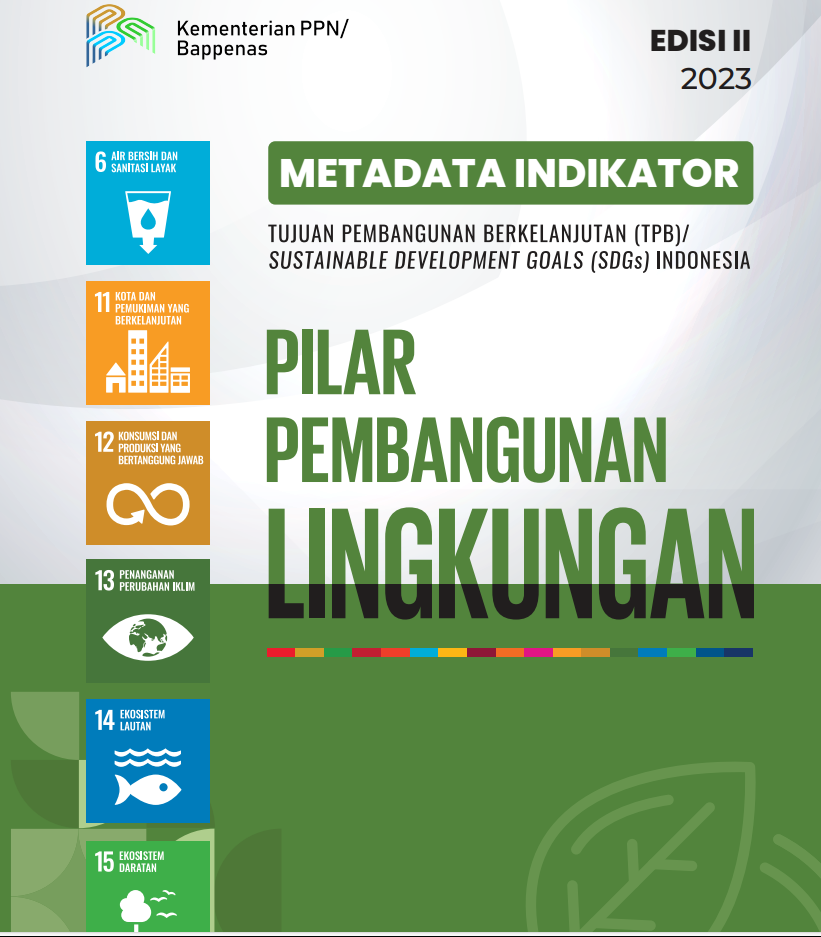 Kementerian PPN/
Bappenas
EDISI II
2023
6 AIR BERSIH DAN
SANITASI LAYAK
11 KOTA DAN
PEMUKIMAN YANG
BERKELANJUTAN
12 KONSUMSI DAN
PRODUKSI YANG
BERTANGGUNG JAWAB
13 PENANGANAN
PERUBAHAN IKLIM
14 EKOSISTEM
LAUTAN
15 EKOSISTEM
DARATAN
METADATA INDIKATOR
TUJUAN PEMBANGUNAN BERKELANJUTAN (TPB)/
SUSTAINABLE DEVELOPMENT GOALS (SDGs) INDONESIA
PILAR
PEMBANGUNAN
LINGKUNGAN